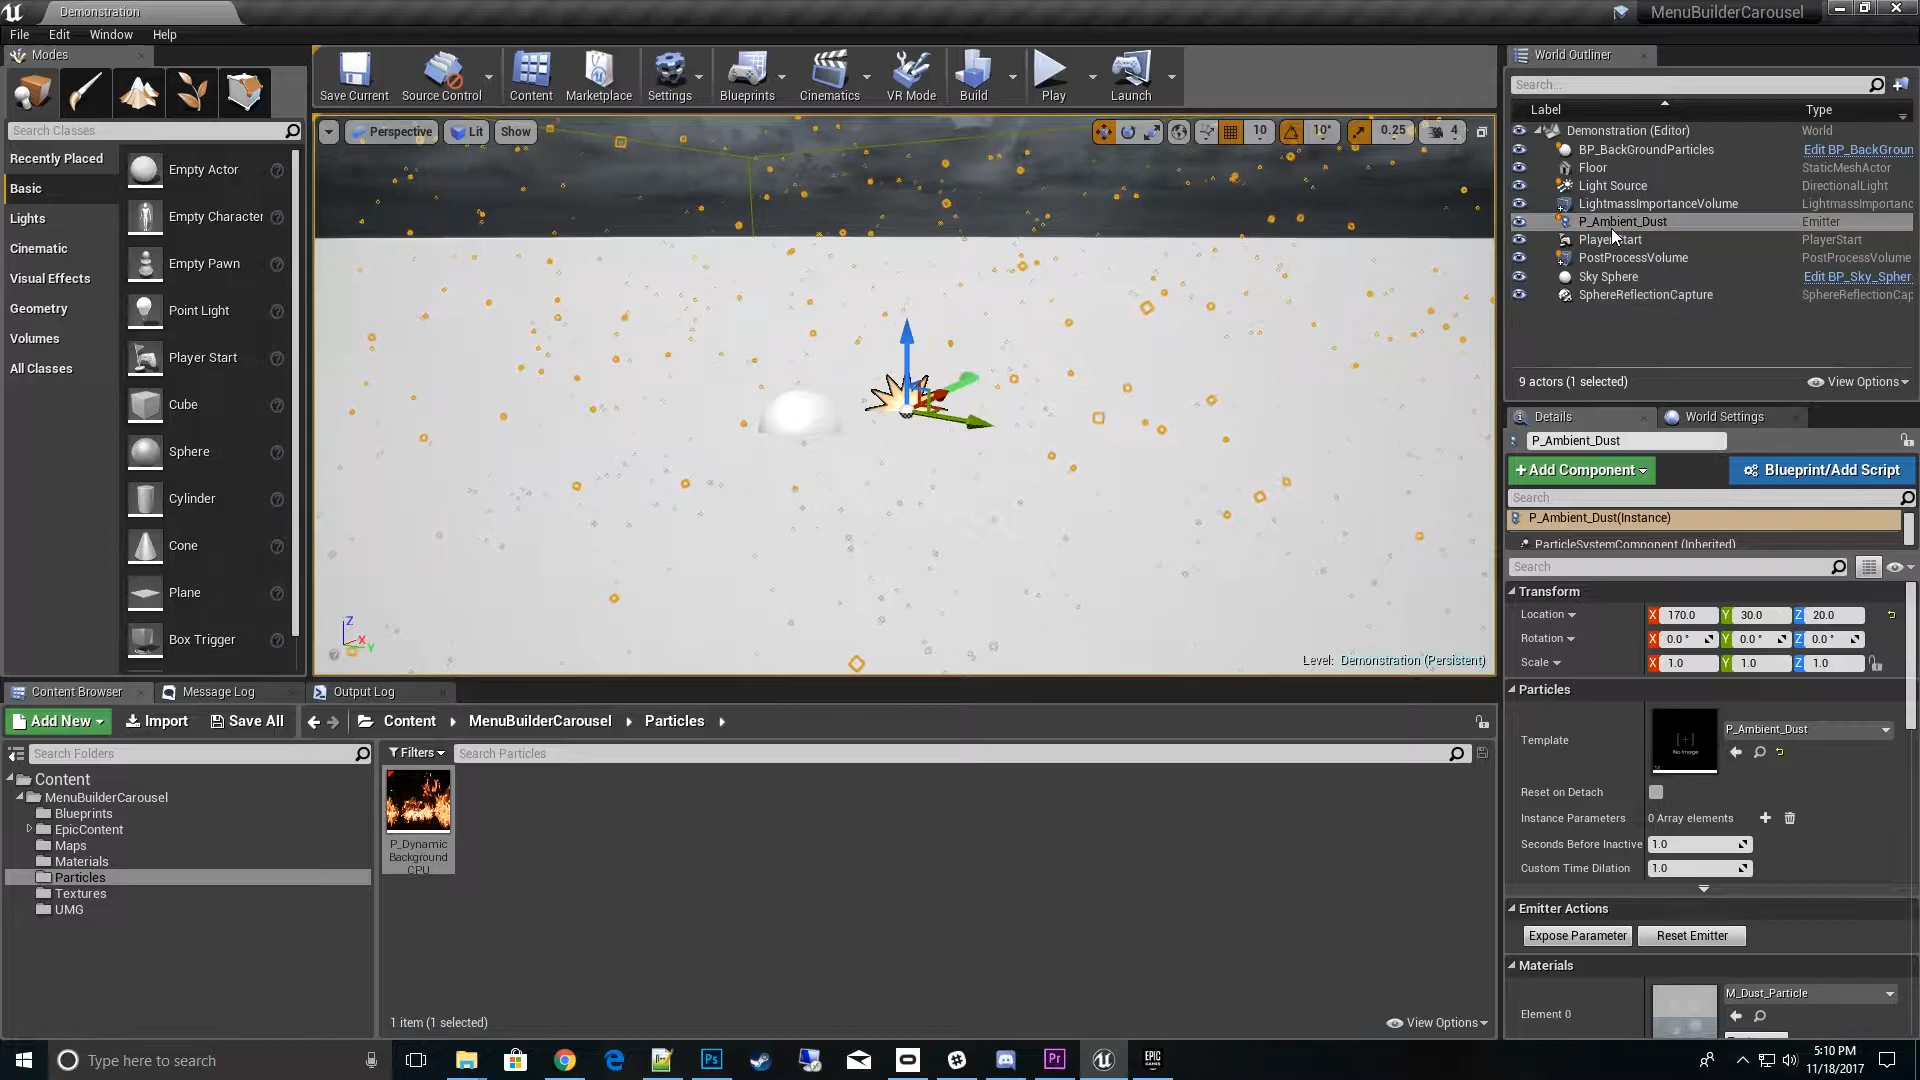 Demonstration
MenuBuilderCarousel
File Edit Window Help
Modes
Search Classes
Recently Placed
Basic
Lights
Cinematic
Visual Effects
Geometry
Volumes
All Classes
Empty Actor
Empty Character
Empty Pawn
Point Light
Player Start
Cube
Sphere
Cylinder
Cone
Plane
Box Trigger
Save Current Source Control Content Marketplace Settings Blueprints Cinematics VR Mode Build Play Launch
Perspective Lit Show
10 10° 0.25 4
Z
X
Y
Level: Demonstration (Persistent)
World Outliner
Search...
Label Type
Demonstration (Editor) World
BP_BackGroundParticles Edit BP_BackGroun
Floor StaticMeshActor
Light Source DirectionalLight
LightmassImportanceVolume LightmassImportanc
P_Ambient_Dust Emitter
PlayerStart PlayerStart
PostProcessVolume PostProcessVolume
Sky Sphere Edit BP_Sky_Spher
SphereReflectionCapture SphereReflectionCap
9 actors (1 selected) View Options
Details World Settings
P_Ambient_Dust
+Add Component Blueprint/Add Script
Search
P_Ambient_Dust(Instance)
ParticleSystemComponent (Inherited)
Search
Transform
Location X 170.0 Y 30.0 Z 20.0
Rotation X 0.0° Y 0.0° Z 0.0°
Scale X 1.0 Y 1.0 Z 1.0
Particles
Template P_Ambient_Dust
[+]
No Image
Reset on Detach
Instance Parameters 0 Array elements
Seconds Before Inactive 1.0
Custom Time Dilation 1.0
Emitter Actions
Expose Parameter Reset Emitter
Materials
Element 0 M_Dust_Particle
Content Browser Message Log Output Log
Add New Import Save All Content MenuBuilderCarousel Particles
Search Folders
Filters Search Particles
Content
MenuBuilderCarousel
Blueprints
EpicContent
Maps
Materials
Particles
Textures
UMG
P_Dynamic
Background
CPU
1 item (1 selected) View Options
Type here to search
Ps
Pr
EPIC
GAMES
5:10 PM
11/18/2017